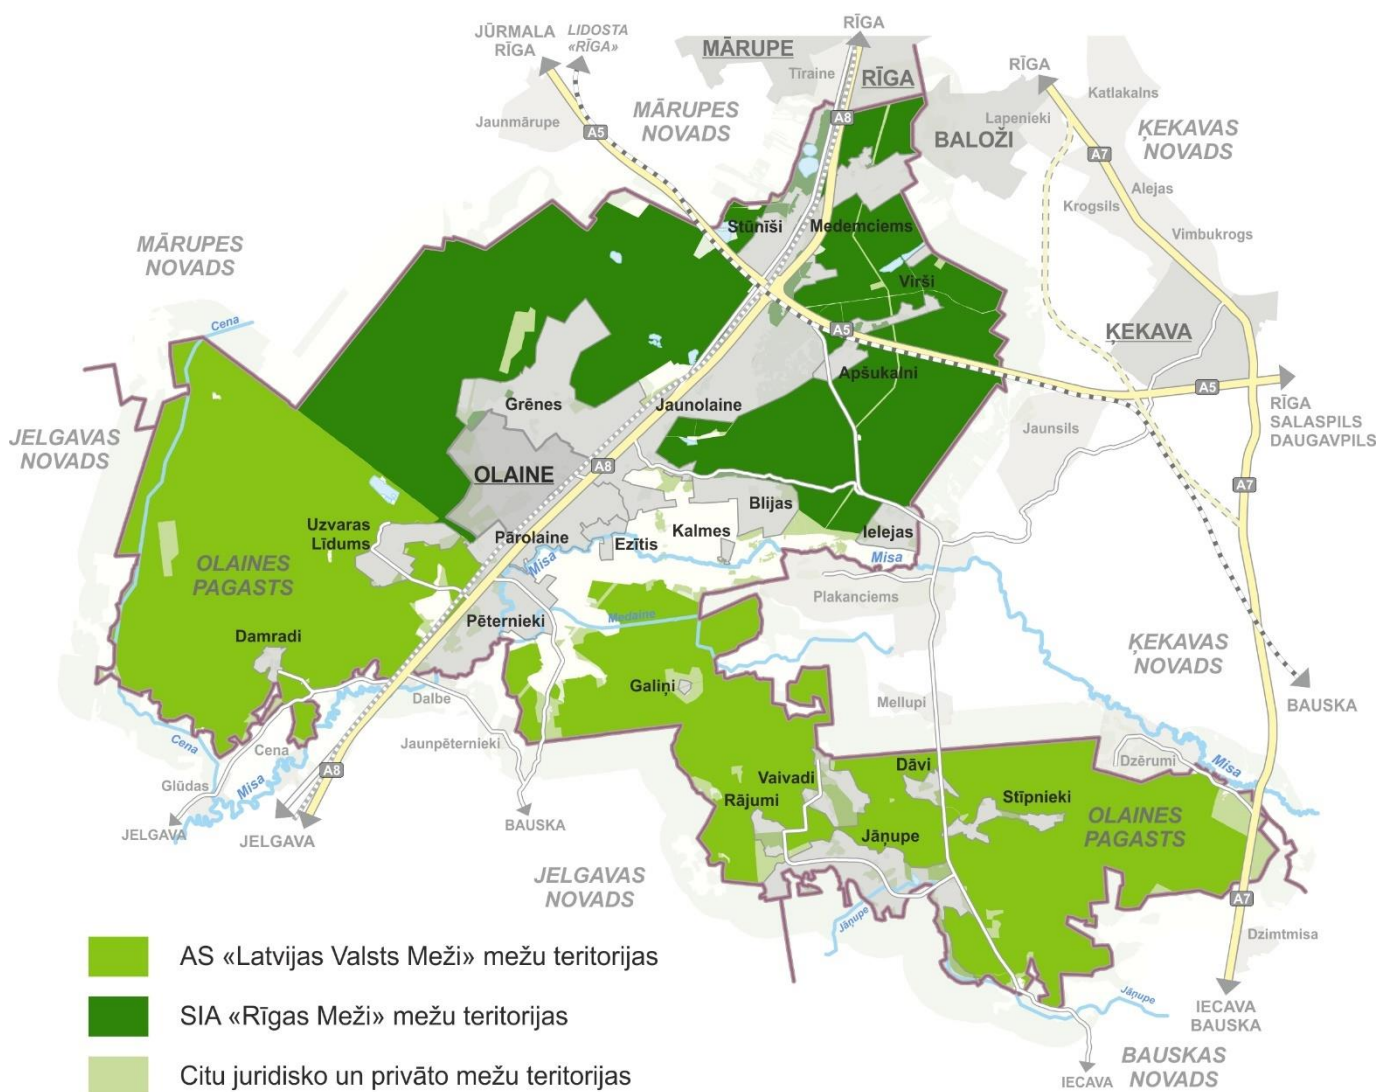 RĪGA
JŪRMALA
RĪGA
LIDOSTA
«RĪGA»
MĀRUPE
Tīraine
RĪGA
RĪGA
Katlakalns
MĀRUPES
NOVADS
Jaunmārupe
A5
A8
Lapenieki
BALOŽI
ĶEKAVAS
NOVADS
A7
Alejas
Krogsils
Vimbukrogs
Stūnīši
Medemciems
MĀRUPES
NOVADS
Virši
Cena
A5
ĶEKAVA
Apšukalni
A5
Grēnes
Jaunolaine
RĪGA
SALASPILS
DAUGAVPILS
JELGAVAS
NOVADS
Jaunsils
A8
OLAINE
A7
Blijas
Uzvaras
Līdums
Pārolaine
Ezītis
Kalmes
Ielejas
Misa
Misa
OLAINES
PAGASTS
Plakanciems
Medaine
Pēternieki
Damradi
ĶEKAVAS
NOVADS
Galiņi
Dalbe
Mellupi
BAUSKA
Cena
Cena
Jaunpēternieki
Misa
Dzērumi
Glūdas
Misa
A8
Vaivadi
Dāvi
Rājumi
Stīpnieki
OLAINES
PAGASTS
JELGAVA
JELGAVA
BAUSKA
Jāņupe
JELGAVAS
NOVADS
A7
Jāņupe
Dzimtmisa
AS «Latvijas Valsts Meži» mežu teritorijas
Jāņupe
IECAVA
BAUSKA
SIA «Rīgas Meži» mežu teritorijas
BAUSKAS
NOVADS
Citu juridisko un privāto mežu teritorijas
IECAVA